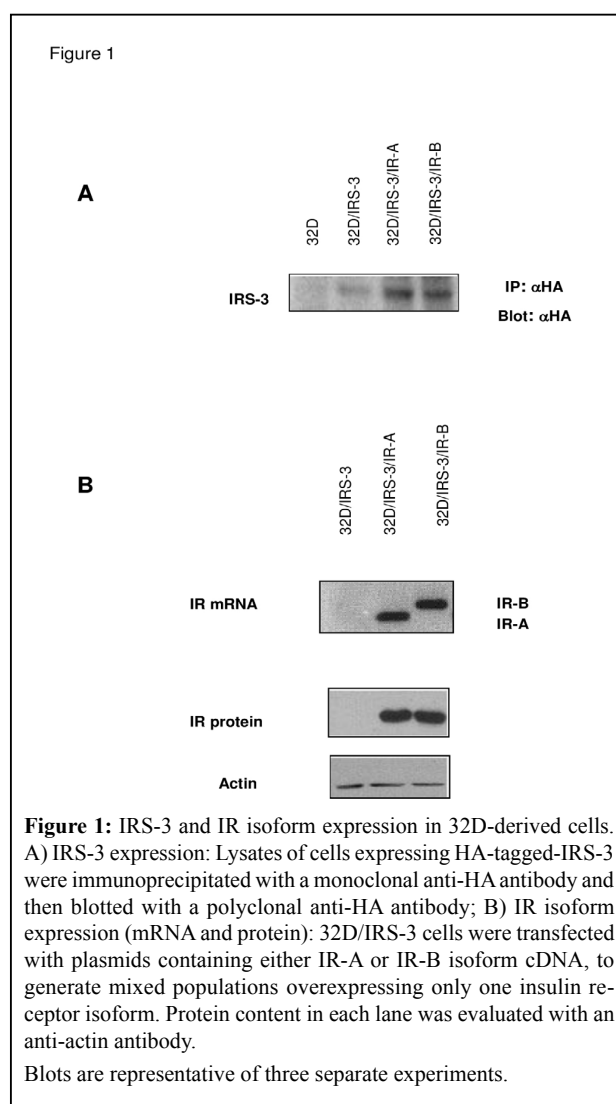 Figure 1
A
32D
32D/IRS-3
32D/IRS-3/IR-A
32D/IRS-3/IR-B
IRS-3
IP: αHA
Blot: αHA
B
32D/IRS-3
32D/IRS-3/IR-A
32D/IRS-3/IR-B
IR mRNA
IR-B
IR-A
IR protein
Actin
Figure 1: IRS-3 and IR isoform expression in 32D-derived cells.
A) IRS-3 expression: Lysates of cells expressing HA-tagged-IRS-3
were immunoprecipitated with a monoclonal anti-HA antibody and
then blotted with a polyclonal anti-HA antibody; B) IR isoform
expression (mRNA and protein): 32D/IRS-3 cells were transfected
with plasmids containing either IR-A or IR-B isoform cDNA, to
generate mixed populations overexpressing only one insulin re-
ceptor isoform. Protein content in each lane was evaluated with an
anti-actin antibody.
Blots are representative of three separate experiments.